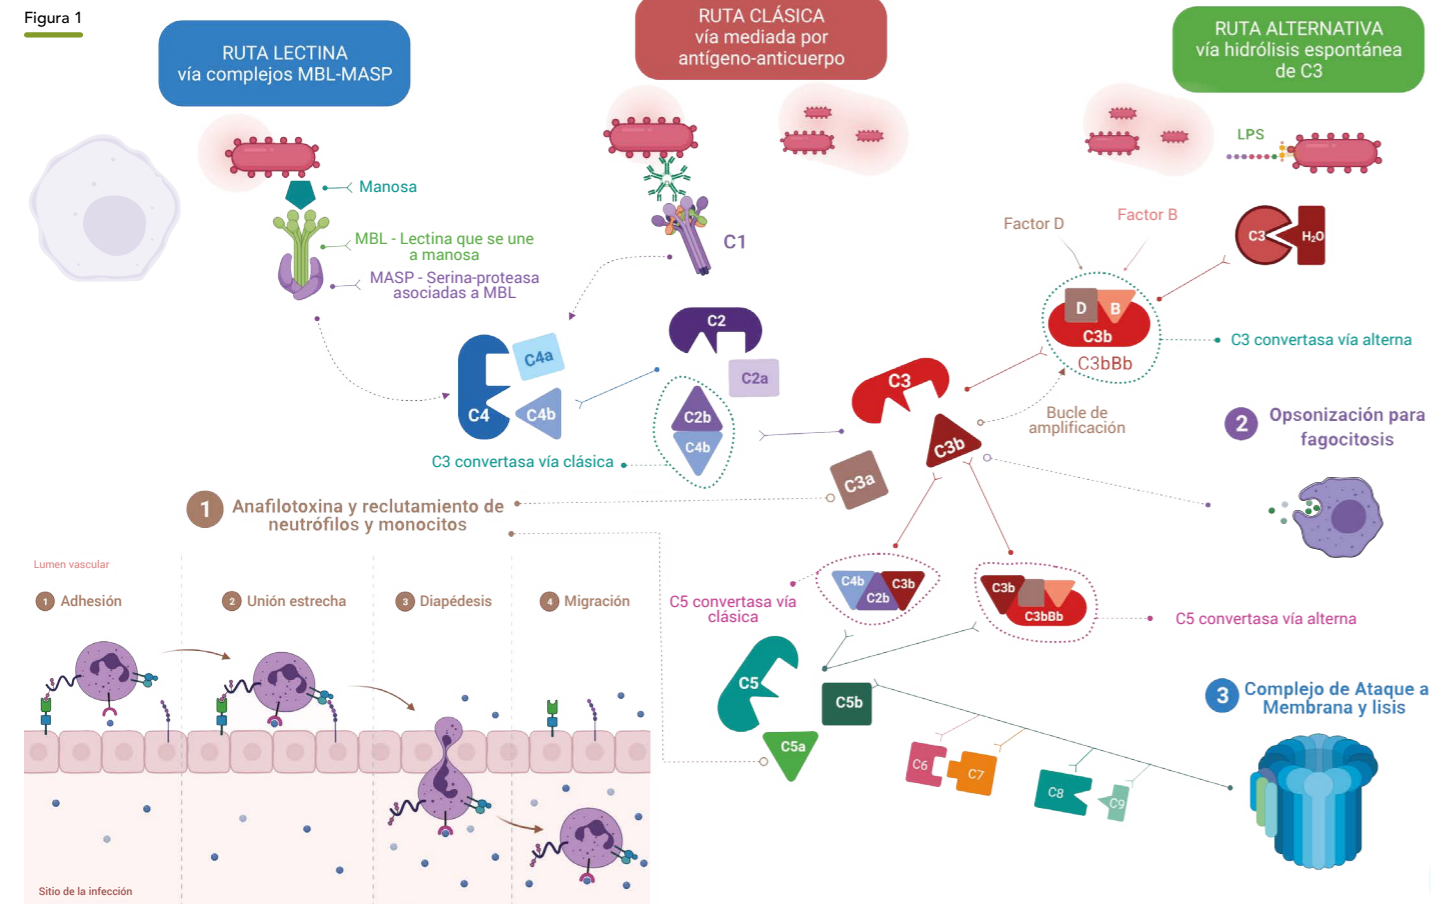 Figura 1
RUTA LECTINA
vía complejos MBL-MASP
RUTA CLÁSICA
vía mediada por
antígeno-anticuerpo
RUTA ALTERNATIVA
vía hidrólisis espontánea
de C3
Manosa
MBL - Lectina que se une
a manosa
MASP - Serina-proteasa
asociadas a MBL
C1
LPS
Factor D
Factor B
C3
H₂O
D
B
C3b
C3bBb
C3 convertasa vía alterna
C2
C2a
C4a
C4
C4b
C2b
C4b
C3 convertasa vía clásica
C3
C3b
C3a
Bucle de
amplificación
2
Opsonización para
fagocitosis
1
Anafilotoxina y reclutamiento de
neutrófilos y monocitos
Lumen vascular
1 Adhesión
2 Unión estrecha
3 Diapédesis
4 Migración
Sitio de la infección
C4b
C2b
C3b
C5 convertasa vía
clásica
C3b
C3bBb
C5 convertasa vía alterna
C5
C5b
C5a
C6
C7
C8
C9
3
Complejo de Ataque a
Membrana y lisis